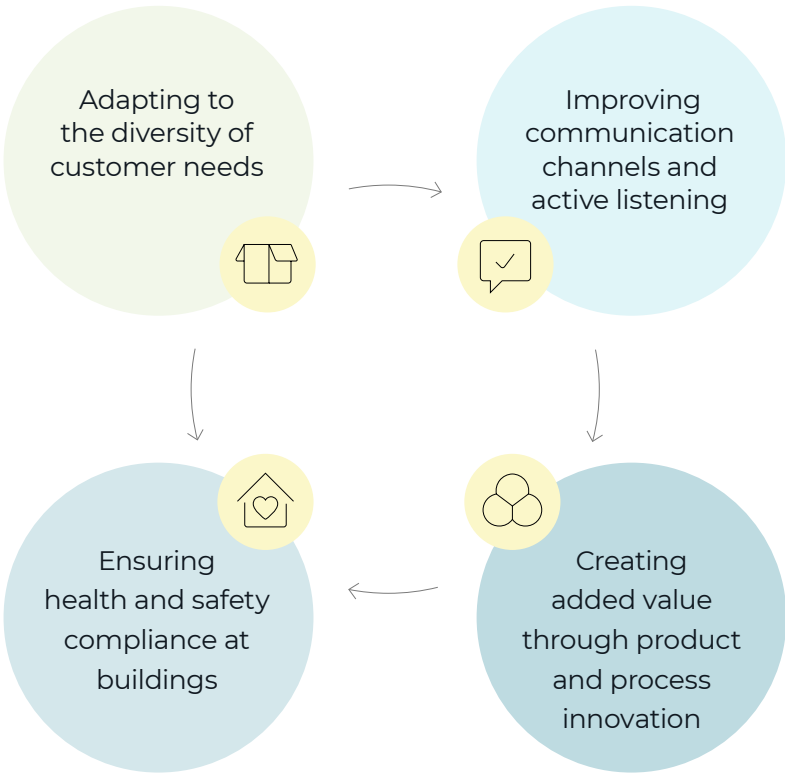 Adapting to
the diversity of
customer needs
Improving
communication
channels and
active listening
Ensuring
health and safety
compliance at
buildings
Creating
added value
through product
and process
innovation